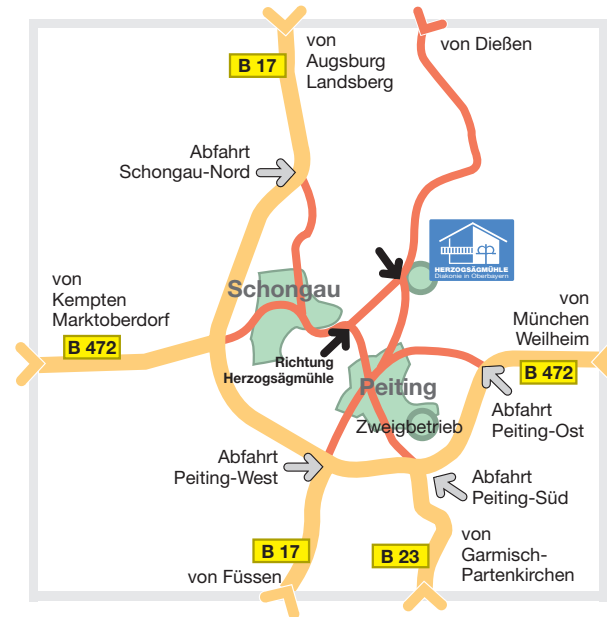 von
Augsburg
Landsberg
B 17
von Dießen
Abfahrt
Schongau-Nord
HERZOGSÄGMÜHLE
Diakonie in Oberbayern
Schongau
von
Kempten
Marktoberdorf
B 472
von
München
Weilheim
B 472
Richtung
Herzogsägmühle
Peiting
Zweigbetrieb
Abfahrt
Peiting-Ost
Abfahrt
Peiting-West
Abfahrt
Peiting-Süd
B 17
von Füssen
B 23
von
Garmisch-
Partenkirchen